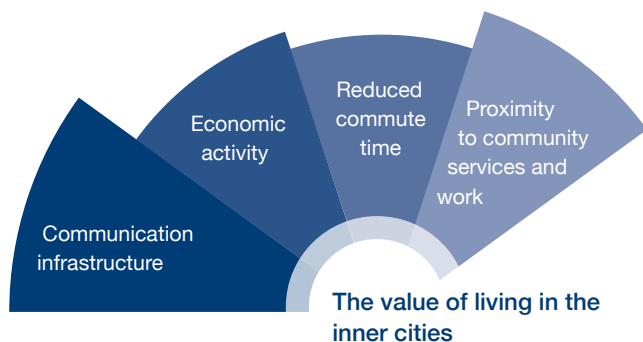 Communication
infrastructure
Economic
activity
Reduced
commute
time
Proximity
to community
services and
work
The value of living in the
inner cities